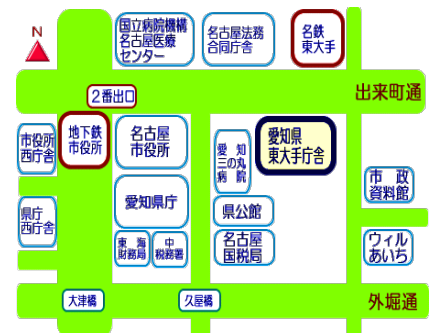 国立病院機構
名古屋医療
センター
名古屋法務
合同庁舎
名鉄
東大手
N
2番出口
出来町通
市役所
西庁舎
地下鉄
市役所
名古屋
市役所
愛知
三の丸
病院
愛知県
東大手庁舎
市政
資料館
愛知県庁
県公館
県庁
西庁舎
東海
財務局
中
税務署
名古屋
国税局
ウィル
あいち
大津橋
久屋橋
外堀通